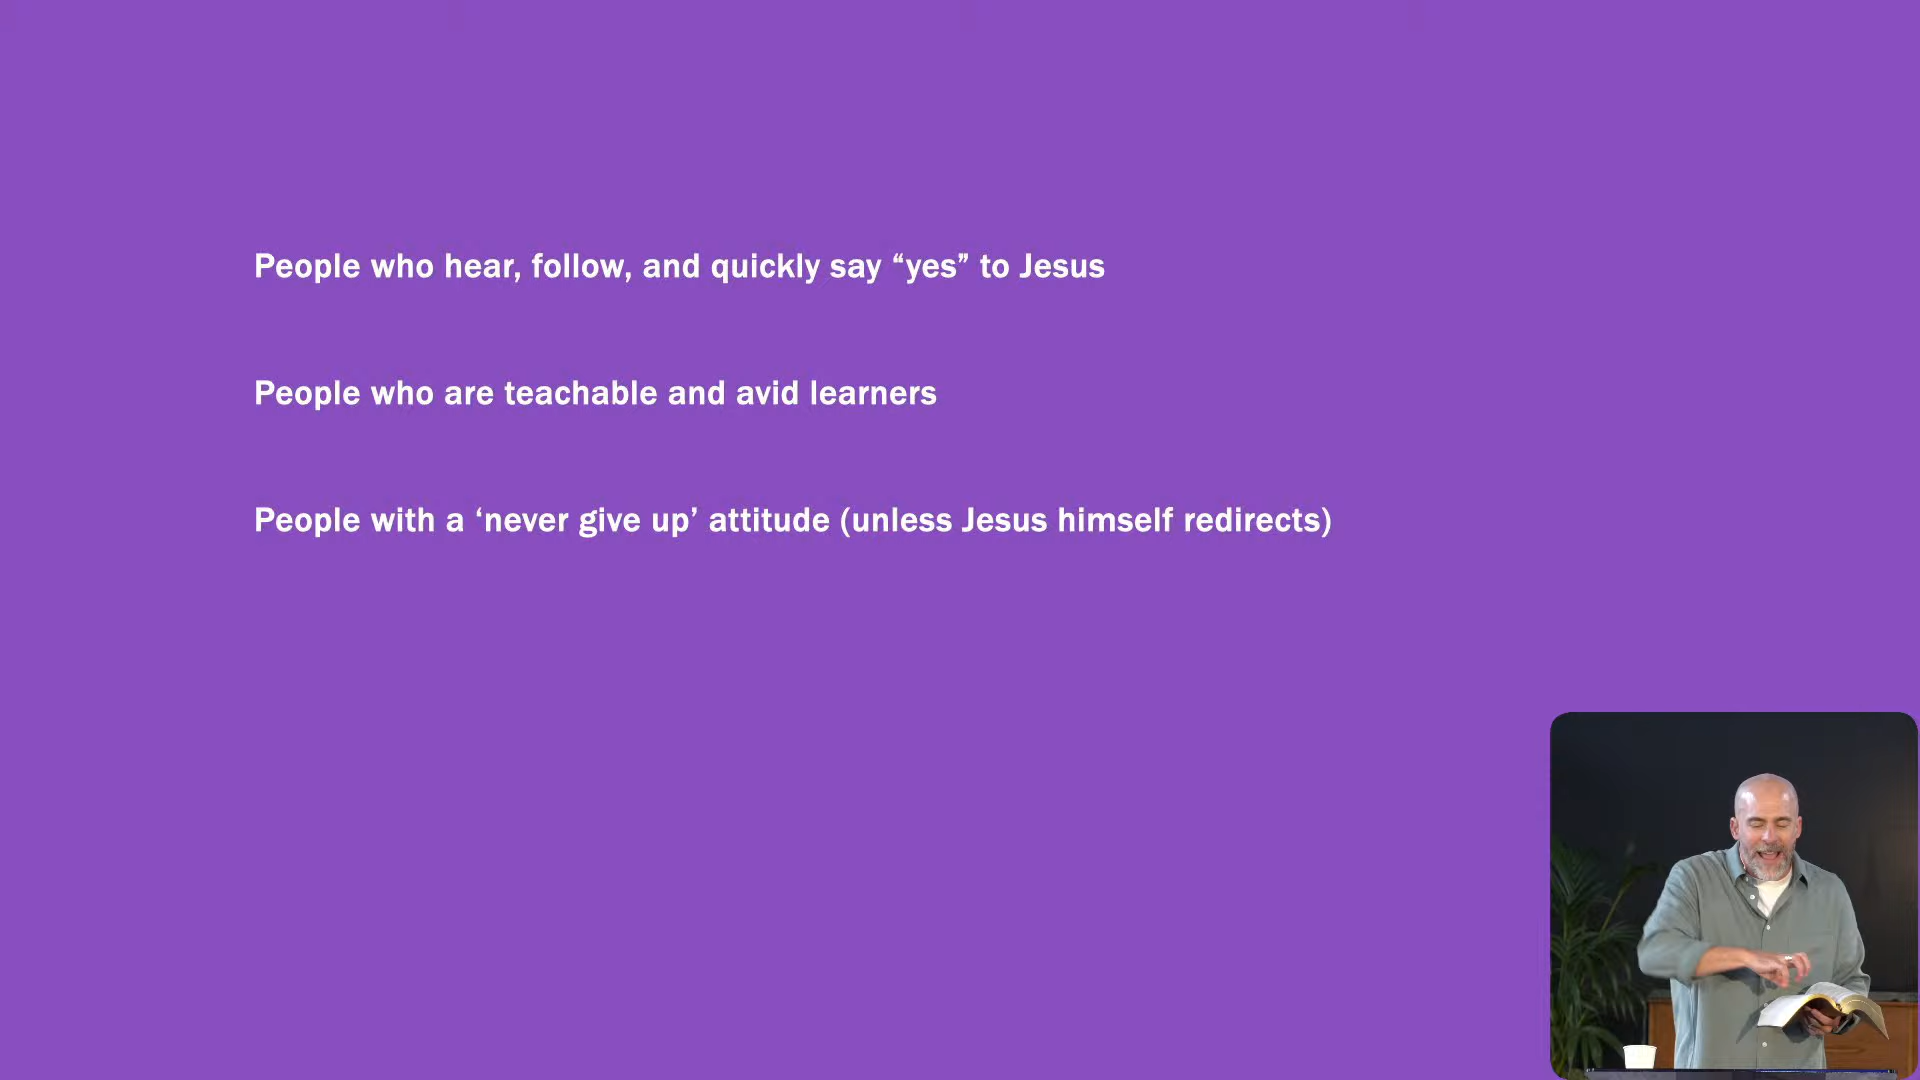 People who hear, follow, and quickly say “yes” to Jesus
People who are teachable and avid learners
People with a ‘never give up’ attitude (unless Jesus himself redirects)